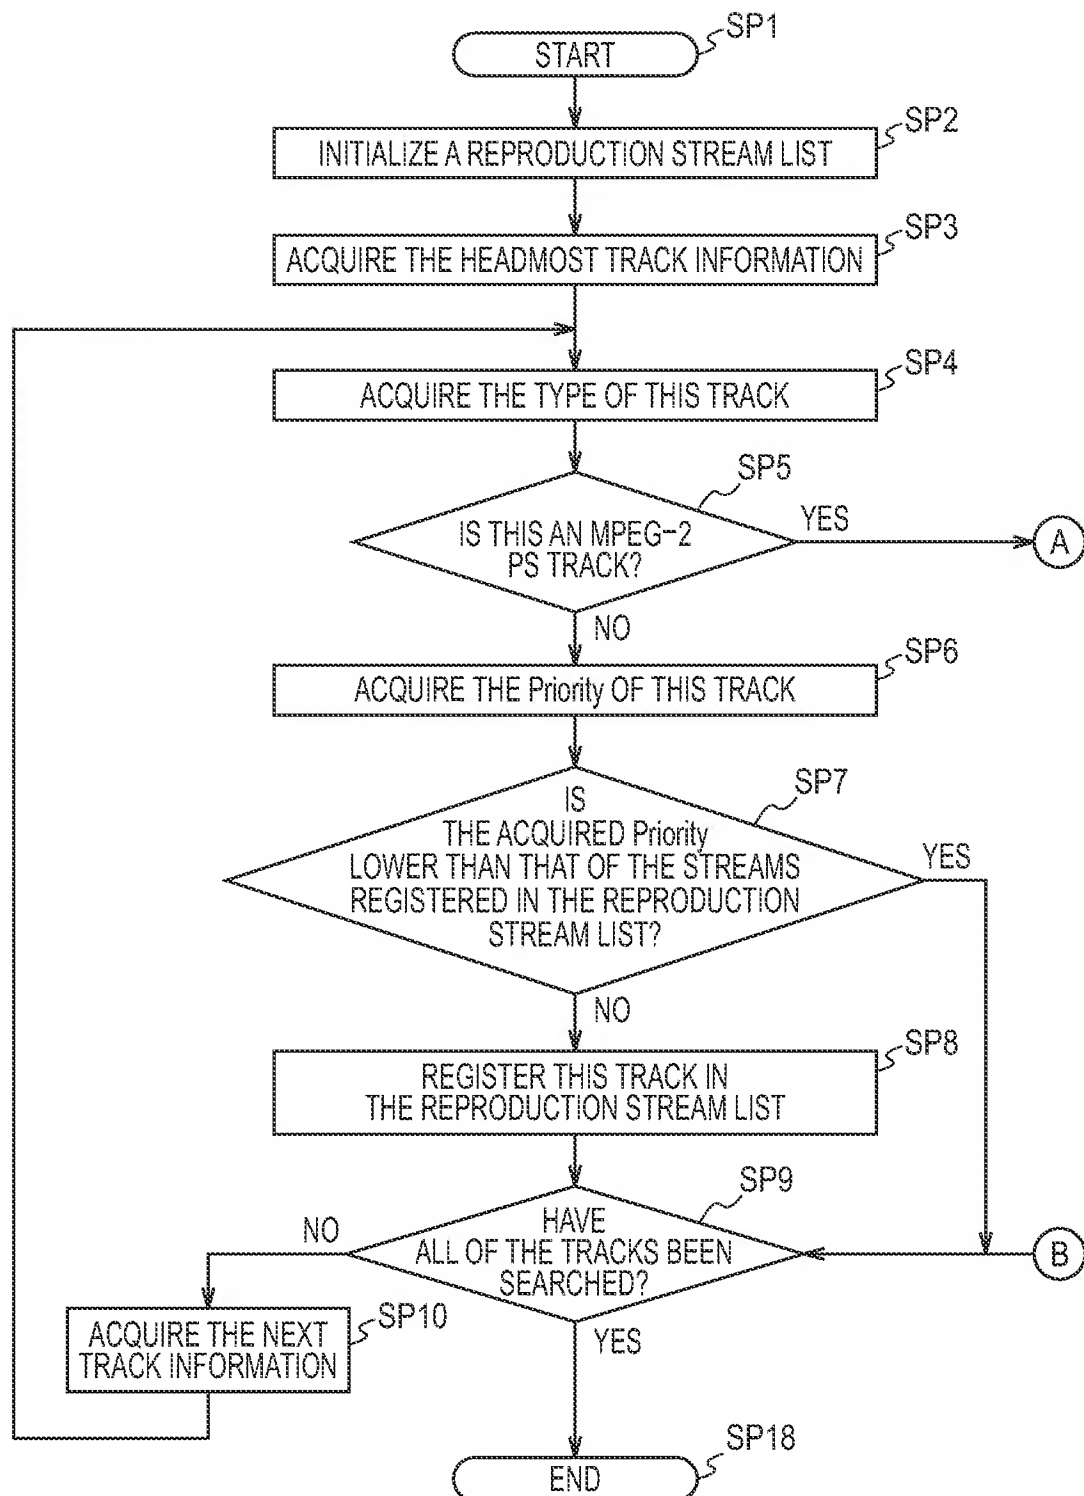 START
SP1
INITIALIZE A REPRODUCTION STREAM LIST
SP2
ACQUIRE THE HEADMOST TRACK INFORMATION
SP3
ACQUIRE THE TYPE OF THIS TRACK
SP4
SP5
IS THIS AN MPEG-2
PS TRACK?
YES
A
NO
ACQUIRE THE Priority OF THIS TRACK
SP6
SP7
IS
THE ACQUIRED Priority
LOWER THAN THAT OF THE STREAMS
REGISTERED IN THE REPRODUCTION
STREAM LIST?
YES
NO
REGISTER THIS TRACK IN
THE REPRODUCTION STREAM LIST
SP8
SP9
HAVE
ALL OF THE TRACKS BEEN
SEARCHED?
NO
B
ACQUIRE THE NEXT
TRACK INFORMATION
SP10
YES
END
SP18